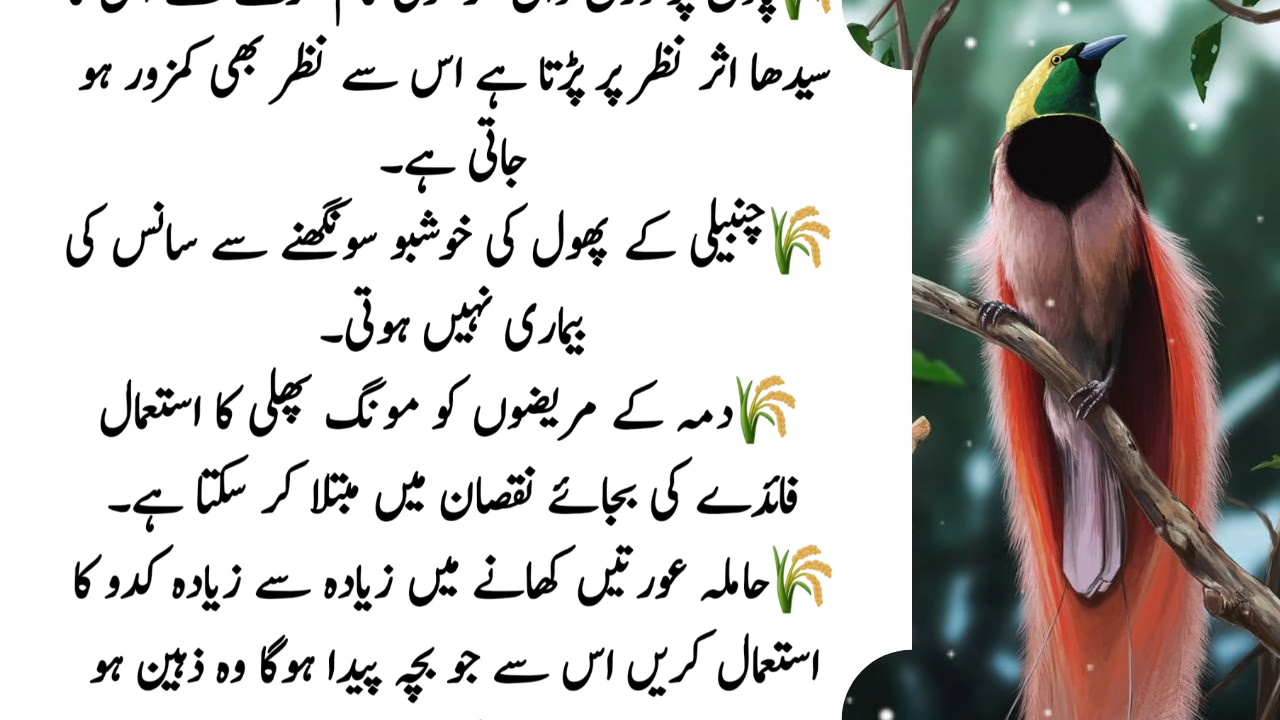 سیدھا اثر نظر پر پڑتا ہے اس سے نظر بھی کمزور ہو
جاتی ہے۔
🌾چنبیلی کے پھول کی خوشبو سونگھنے سے سانس کی
بیماری نہیں ہوتی۔
🌾دمہ کے مریضوں کو مونگ پھلی کا استعمال
فائدے کی بجائے نقصان میں مبتلا کر سکتا ہے۔
🌾حاملہ عورتیں کھانے میں زیادہ سے زیادہ کدو کا
استعمال کریں اس سے جو بچہ پیدا ہوگا وہ ذہین ہو